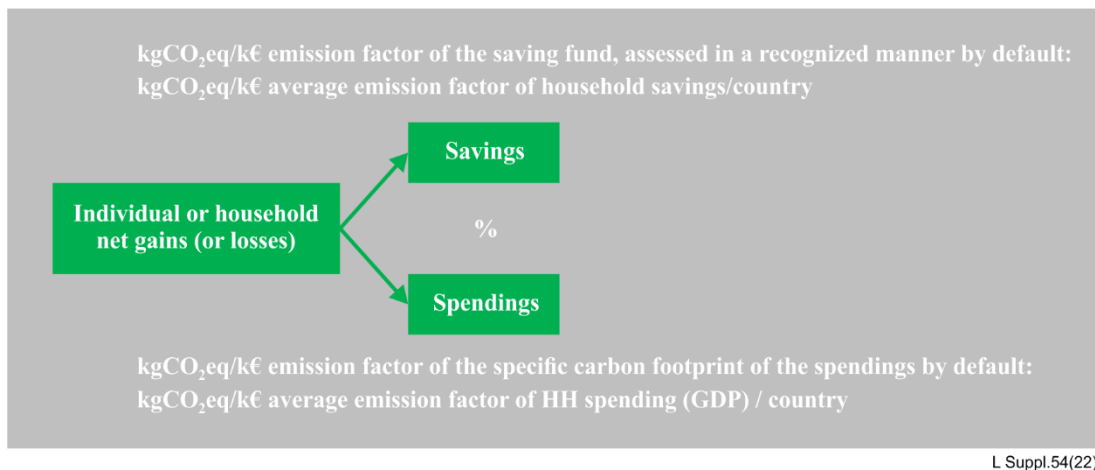 kgCO₂eq/k€ emission factor of the saving fund, assessed in a recognized manner by default:
kgCO₂eq/k€ average emission factor of household savings/country
Savings
Individual or household
net gains (or losses)
%
Spendings
kgCO₂eq/k€ emission factor of the specific carbon footprint of the spendings by default:
kgCO₂eq/k€ average emission factor of HH spending (GDP) / country
L Suppl.54(22)